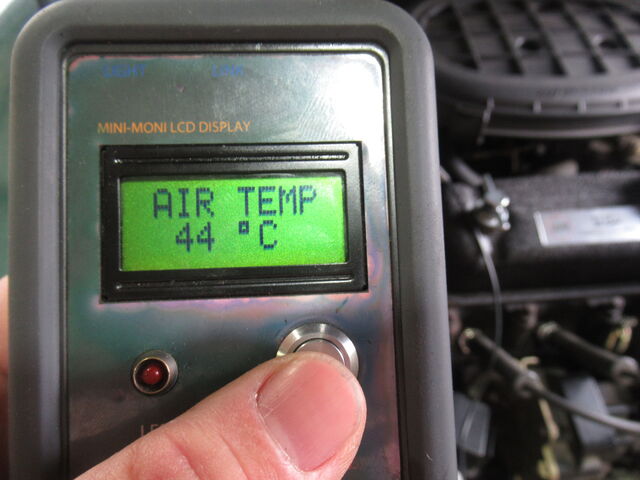 MINI-MONI LCD DISPLAY
AIR TEMP
44 °C